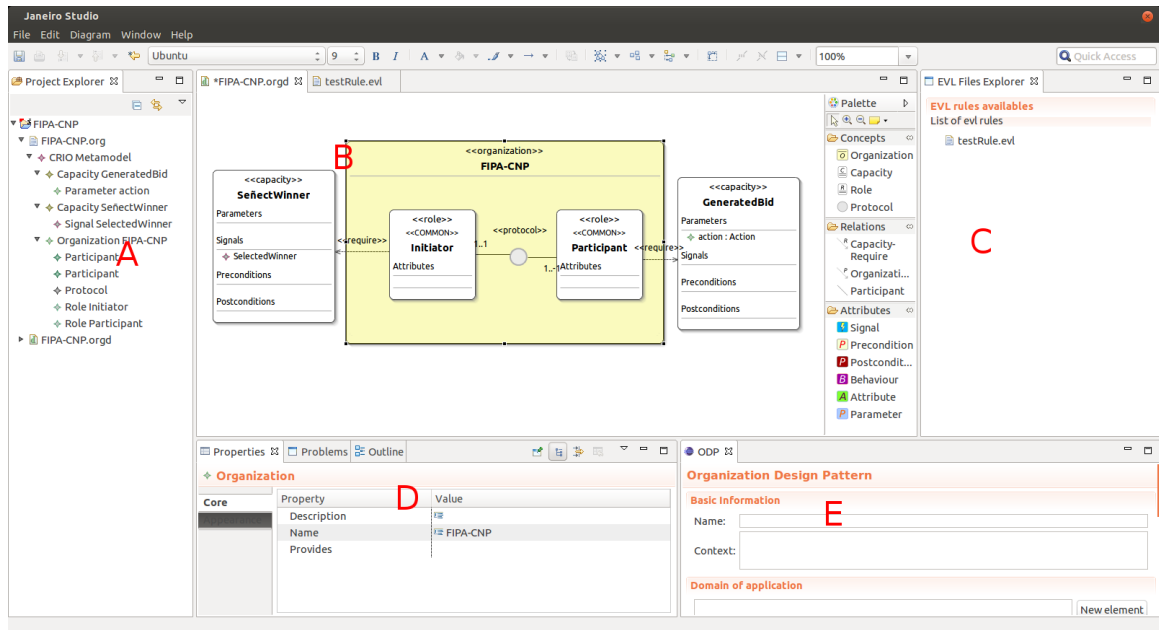 Janeiro Studio
File Edit Diagram Window Help
Ubuntu 9 B I A 100% Quick Access
Project Explorer
FIPA-CNP
FIPA-CNP.org
CRIO Metamodel
Capacity GeneratedBid
Parameter action
Capacity SeñectWinner
Signal SelectedWinner
Organization FIPA-CNP
Participant
Participant
Protocol
Role Initiator
Role Participant
FIPA-CNP.orgd
A
*FIPA-CNP.orgd testRule.evl
B
<<organization>>
FIPA-CNP
<<capacity>>
SeñectWinner
Parameters
Signals
SelectedWinner
Preconditions
Postconditions
<<require>>
<<role>>
<<COMMON>>
Initiator
Attributes
1..1
<<protocol>>
1..-1
<<role>>
<<COMMON>>
Participant
Attributes
<<require>>
<<capacity>>
GeneratedBid
Parameters
action : Action
Signals
Preconditions
Postconditions
Palette
Concepts
Organization
Capacity
Role
Protocol
Relations
Capacity-
Require
Organizati...
Participant
Attributes
Signal
Precondition
Postcondit...
Behaviour
Attribute
Parameter
EVL Files Explorer
EVL rules availables
List of evl rules
testRule.evl
C
Properties Problems Outline
Organization
Core
Property Value
Description
Name FIPA-CNP
Provides
D
ODP
Organization Design Pattern
Basic Information
Name:
Context:
Domain of application
New element
E